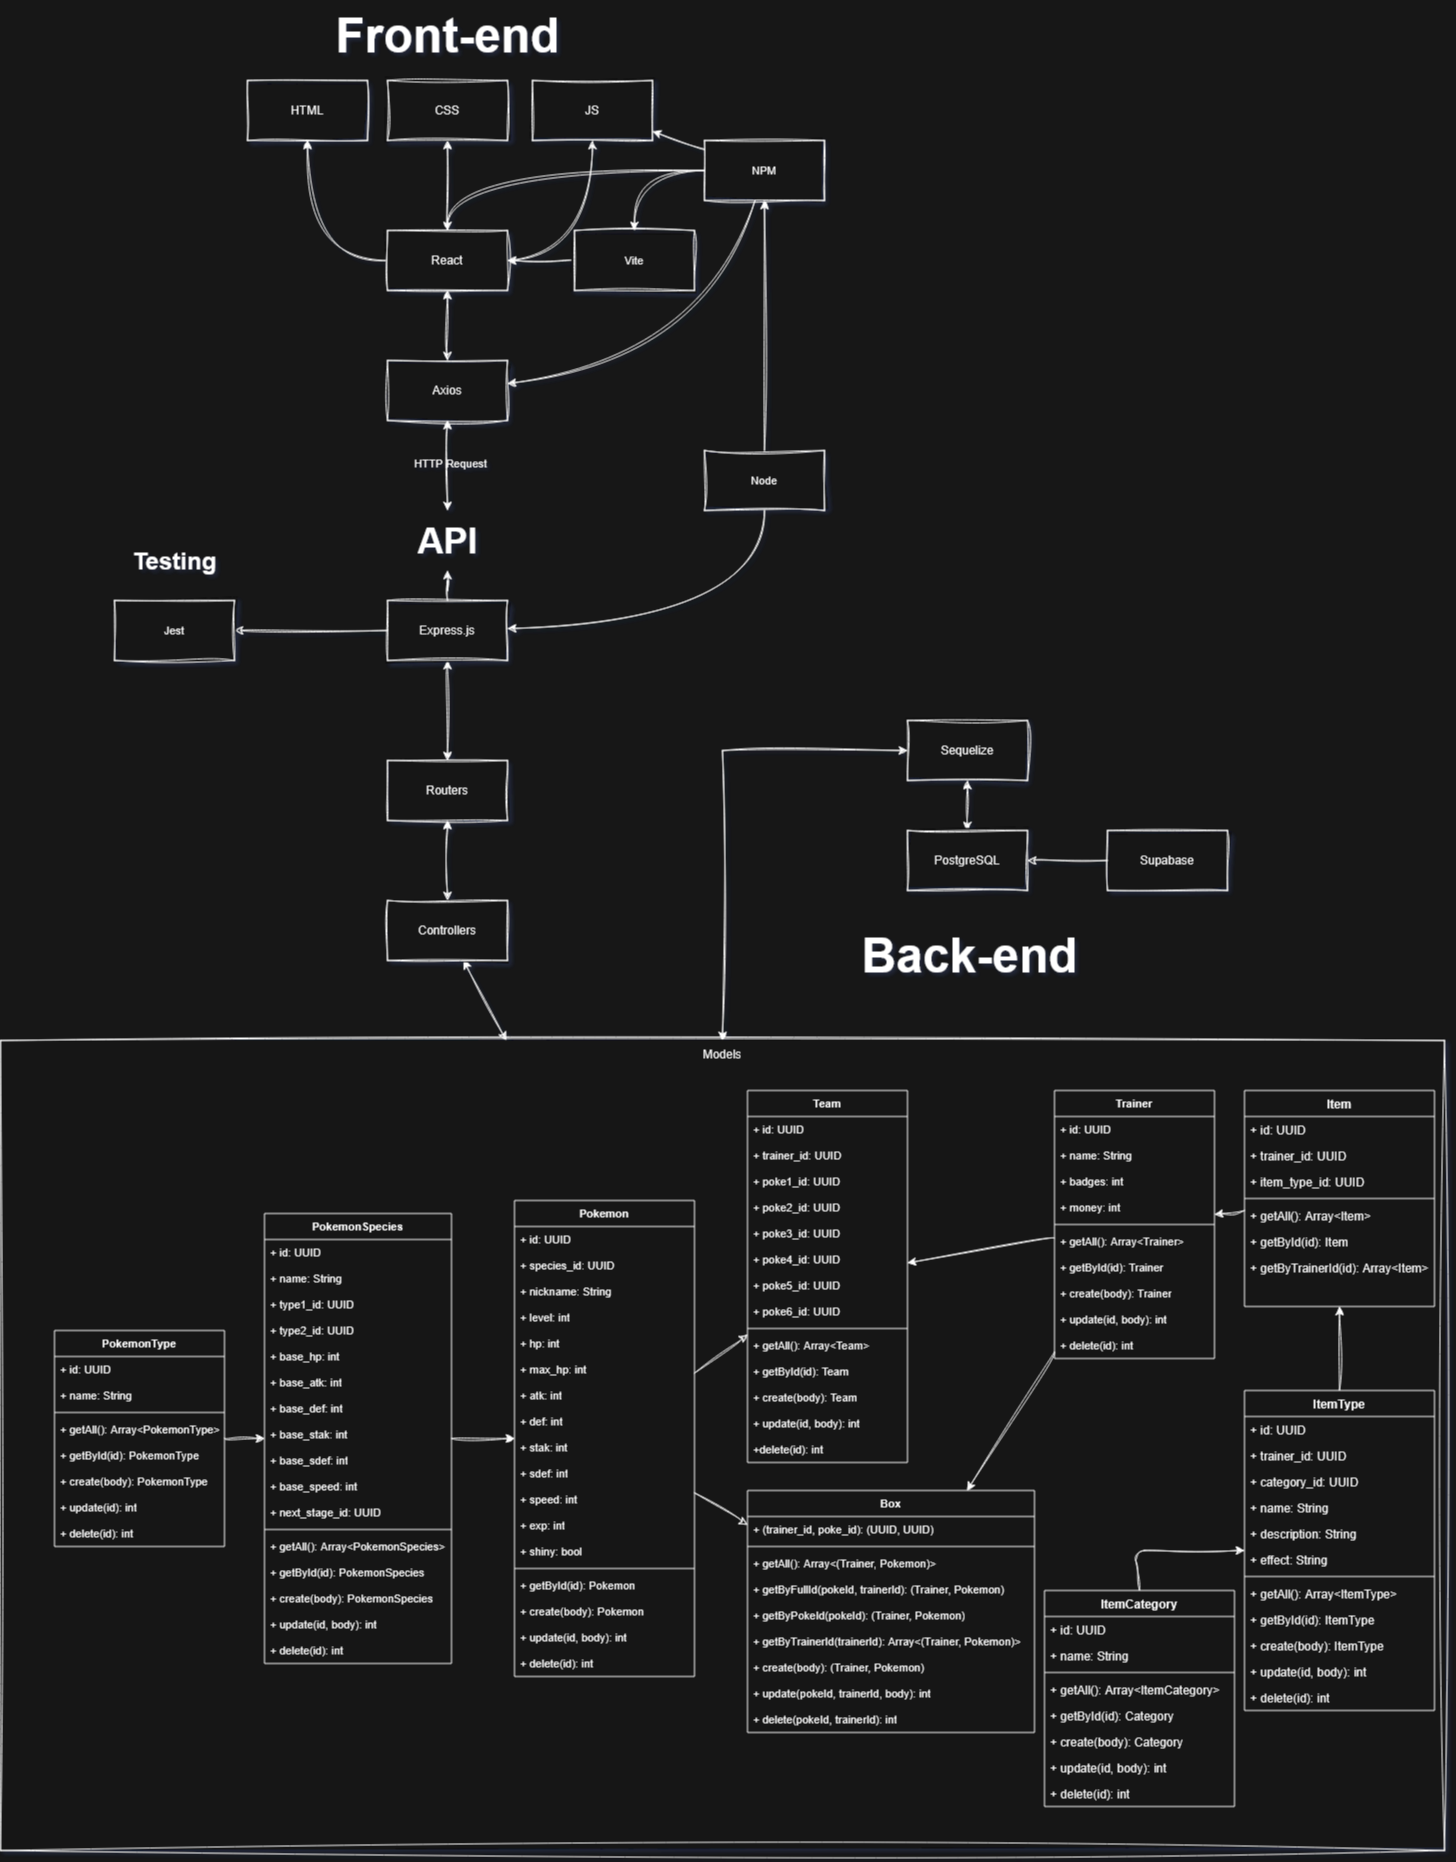 Front-end
HTML
CSS
JS
NPM
React
Vite
Axios
HTTP Request
Node
API
Testing
Jest
Express.js
Routers
Sequelize
PostgreSQL
Supabase
Controllers
Back-end
Models
PokemonType
+ id: UUID
+ name: String
+ getAll(): Array<PokemonType>
+ getById(id): PokemonType
+ create(body): PokemonType
+ update(id): int
+ delete(id): int
PokemonSpecies
+ id: UUID
+ name: String
+ type1_id: UUID
+ type2_id: UUID
+ base_hp: int
+ base_atk: int
+ base_def: int
+ base_stak: int
+ base_sdef: int
+ base_speed: int
+ next_stage_id: UUID
+ getAll(): Array<PokemonSpecies>
+ getById(id): PokemonSpecies
+ create(body): PokemonSpecies
+ update(id, body): int
+ delete(id): int
Pokemon
+ id: UUID
+ species_id: UUID
+ nickname: String
+ level: int
+ hp: int
+ max_hp: int
+ atk: int
+ def: int
+ stak: int
+ sdef: int
+ speed: int
+ exp: int
+ shiny: bool
+ getById(id): Pokemon
+ create(body): Pokemon
+ update(id, body): int
+ delete(id): int
Team
+ id: UUID
+ trainer_id: UUID
+ poke1_id: UUID
+ poke2_id: UUID
+ poke3_id: UUID
+ poke4_id: UUID
+ poke5_id: UUID
+ poke6_id: UUID
+ getAll(): Array<Team>
+ getById(id): Team
+ create(body): Team
+ update(id, body): int
+delete(id): int
Box
+ (trainer_id, poke_id): (UUID, UUID)
+ getAll(): Array<(Trainer, Pokemon)>
+ getByFullId(pokeId, trainerId): (Trainer, Pokemon)
+ getByPokeId(pokeId): (Trainer, Pokemon)
+ getByTrainerId(trainerId): Array<(Trainer, Pokemon)>
+ create(body): (Trainer, Pokemon)
+ update(pokeId, trainerId, body): int
+ delete(pokeId, trainerId): int
Trainer
+ id: UUID
+ name: String
+ badges: int
+ money: int
+ getAll(): Array<Trainer>
+ getById(id): Trainer
+ create(body): Trainer
+ update(id, body): int
+ delete(id): int
Item
+ id: UUID
+ trainer_id: UUID
+ item_type_id: UUID
+ getAll(): Array<Item>
+ getById(id): Item
+ getByTrainerId(id): Array<Item>
ItemType
+ id: UUID
+ trainer_id: UUID
+ category_id: UUID
+ name: String
+ description: String
+ effect: String
+ getAll(): Array<ItemType>
+ getById(id): ItemType
+ create(body): ItemType
+ update(id, body): int
+ delete(id): int
ItemCategory
+ id: UUID
+ name: String
+ getAll(): Array<ItemCategory>
+ getById(id): Category
+ create(body): Category
+ update(id, body): int
+ delete(id): int